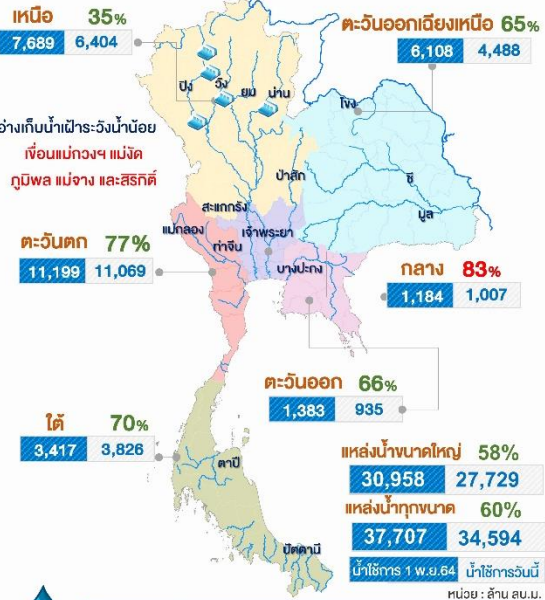 เหนือ 35%
7,689 6,404
ตะวันออกเฉียงเหนือ 65%
6,108 4,488
ปิง
วัง
ยม
น่าน
โขง
อ่างเก็บน้ำเฝ้าระวังน้ำน้อย
เขื่อนแม่กวงฯ แม่งัด
ภูมิพล แม่จาง และสิริกิติ์
ป่าสัก
ชี
มูล
สะแกกรัง
แม่กลอง
เจ้าพระยา
ท่าจีน
บางปะกง
ตะวันตก 77%
11,199 11,069
กลาง 83%
1,184 1,007
ตะวันออก 66%
1,383 935
ใต้ 70%
3,417 3,826
ตาปี
ปัตตานี
แหล่งน้ำขนาดใหญ่ 58%
30,958 27,729
แหล่งน้ำทุกขนาด 60%
37,707 34,594
น้ำใช้การ 1 พ.ย.64 น้ำใช้การวันนี้
หน่วย : ล้าน ลบ.ม.